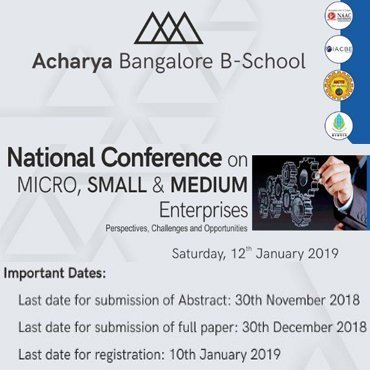 NAAC
IACBE
Acharya Bangalore B-School
National Conference on
MICRO, SMALL & MEDIUM
Enterprises
Perspectives, Challenges and Opportunities
Saturday, 12th January 2019
Important Dates:
Last date for submission of Abstract: 30th November 2018
Last date for submission of full paper: 30th December 2018
Last date for registration: 10th January 2019